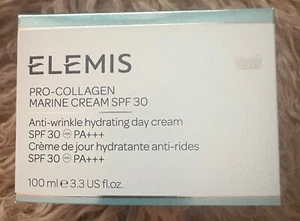 ELEMIS
PRO-COLLAGEN
MARINE CREAM SPF 30
Anti-wrinkle hydrating day cream
SPF 30 PA+++
Crème de jour hydratante anti-rides
SPF 30 PA+++
100 ml ℮ 3.3 US fl.oz.